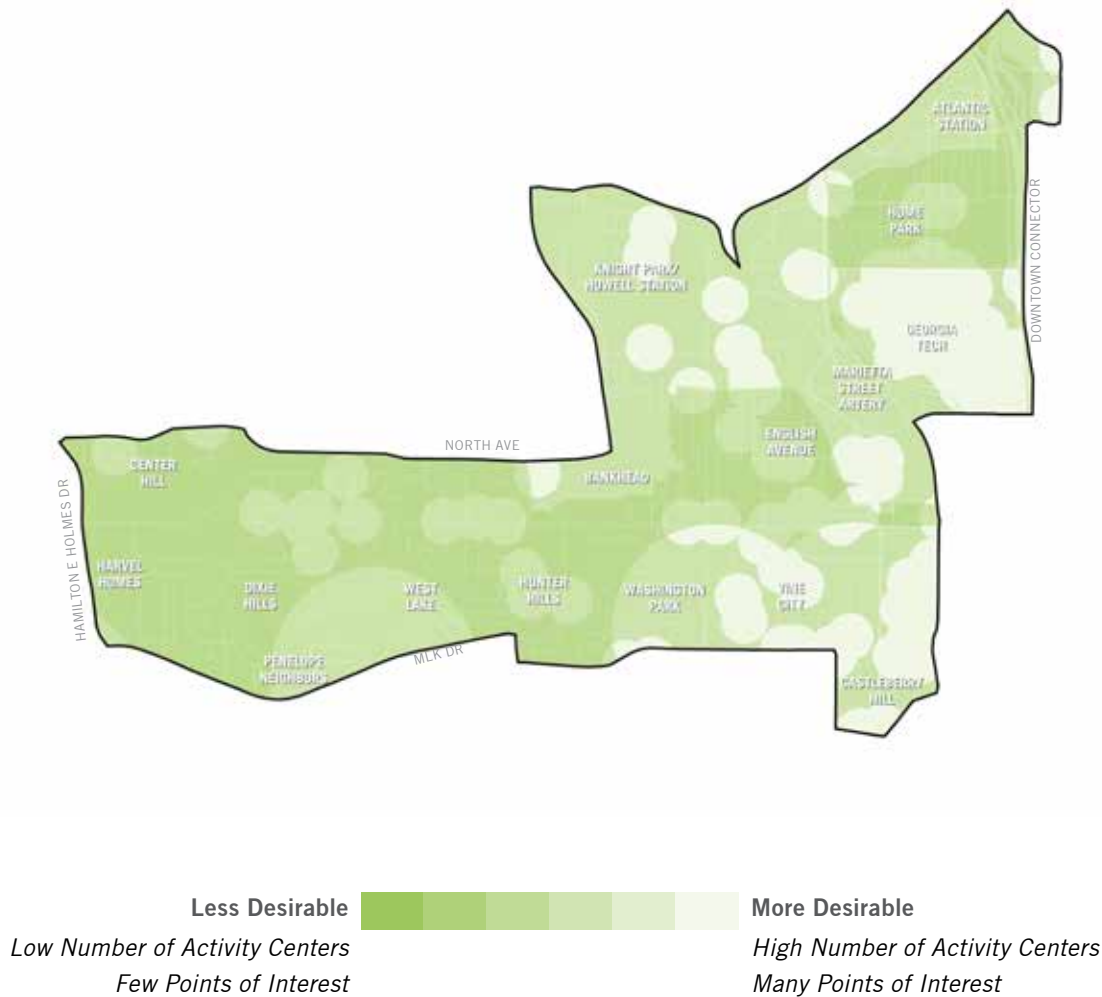 ATLANTIC
STATION
HOME
PARK
DOWNTOWN CONNECTOR
KNIGHT PARK/
HOWELL STATION
GEORGIA
TECH
MARIETTA
STREET
ARTERY
ENGLISH
AVENUE
NORTH AVE
BANKHEAD
CENTER
HILL
HAMILTON E HOLMES DR
HARVEL
HOMES
DIXIE
HILLS
WEST
LAKE
HUNTER
HILLS
WASHINGTON
PARK
VINE
CITY
MLK DR
PENELOPE
NEIGHBORS
CASTLEBERRY
HILL
Less Desirable
More Desirable
Low Number of Activity Centers
High Number of Activity Centers
Few Points of Interest
Many Points of Interest